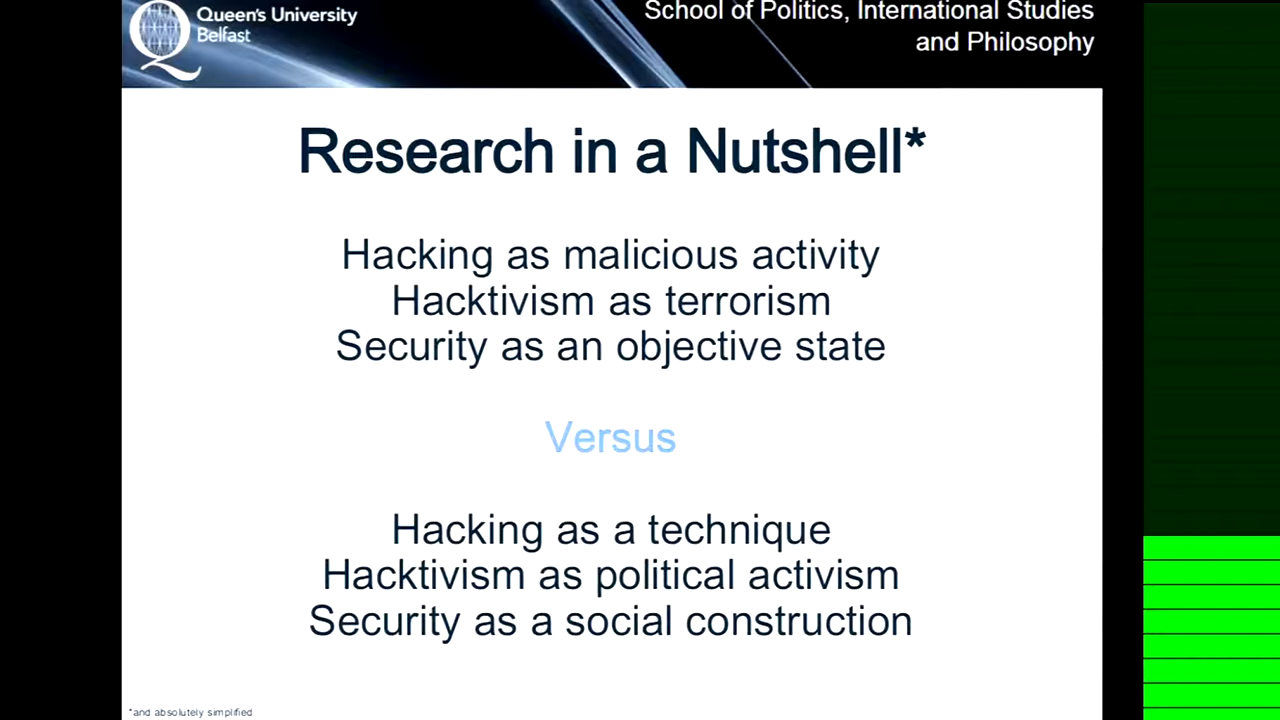 Queen's University
Belfast
School of Politics, International Studies
and Philosophy
Research in a Nutshell*
Hacking as malicious activity
Hacktivism as terrorism
Security as an objective state
Versus
Hacking as a technique
Hacktivism as political activism
Security as a social construction
*and absolutely simplified